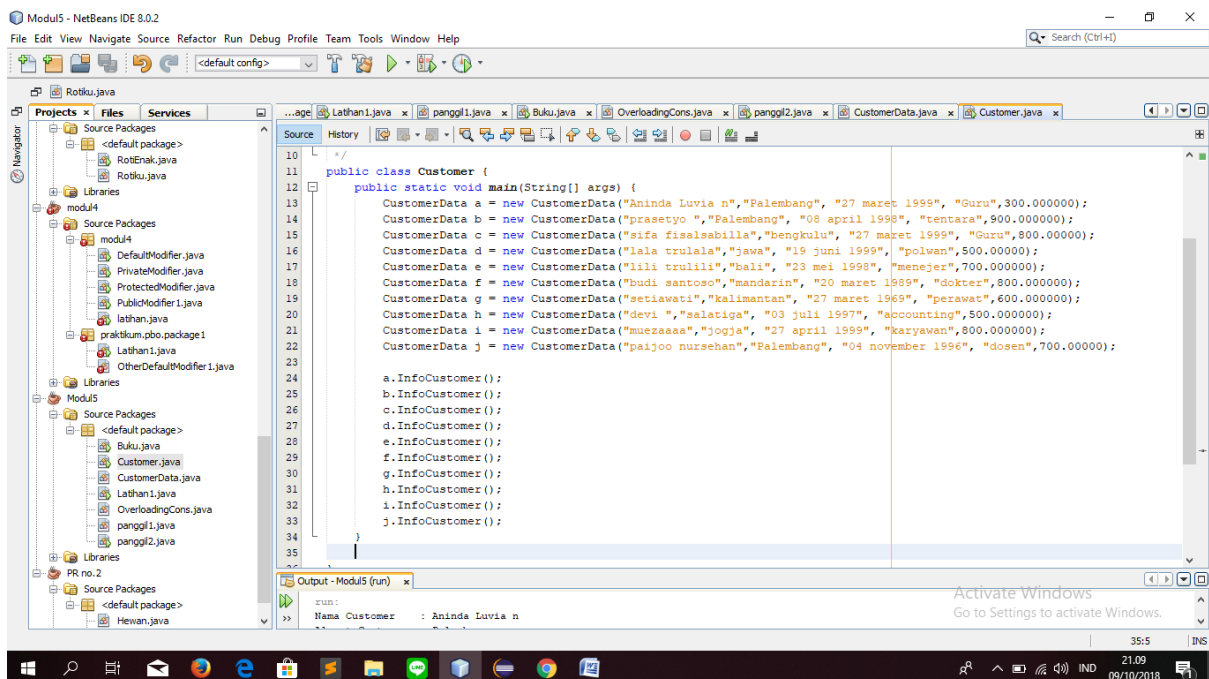 Modul5 - NetBeans IDE 8.0.2
File Edit View Navigate Source Refactor Run Debug Profile Team Tools Window Help
Search (Ctrl+I)
<default config>
Rotiku.java
Projects Files Services
Navigator
Source Packages
<default package>
RotiEnak.java
Rotiku.java
Libraries
modul4
Source Packages
modul4
DefaultModifier.java
PrivateModifier.java
ProtectedModifier.java
PublicModifier1.java
latihan.java
praktikum.pbo.package1
Latihan1.java
OtherDefaultModifier1.java
Libraries
Modul5
Source Packages
<default package>
Buku.java
Customer.java
CustomerData.java
Latihan1.java
OverloadingCons.java
panggil1.java
panggil2.java
Libraries
PR no.2
Source Packages
<default package>
Hewan.java
...age Latihan1.java panggil1.java Buku.java OverloadingCons.java panggil2.java CustomerData.java Customer.java
Source History
10 */
11 public class Customer {
12 public static void main(String[] args) {
13 CustomerData a = new CustomerData("Aninda Luvia n","Palembang", "27 maret 1999", "Guru",300.000000);
14 CustomerData b = new CustomerData("prasetyo ","Palembang", "08 april 1998", "tentara",900.000000);
15 CustomerData c = new CustomerData("sifa fisalsabilla","bengkulu", "27 maret 1999", "Guru",800.000000);
16 CustomerData d = new CustomerData("lala trulala","jawa", "19 juni 1999", "polwan",500.000000);
17 CustomerData e = new CustomerData("lili trulili","bali", "23 mei 1998", "menejer",700.000000);
18 CustomerData f = new CustomerData("budi santoso","mandarin", "20 maret 1989", "dokter",800.000000);
19 CustomerData g = new CustomerData("setiawati","kalimantan", "27 maret 1969", "perawat",600.000000);
20 CustomerData h = new CustomerData("devi ","salatiga", "03 juli 1997", "accounting",500.000000);
21 CustomerData i = new CustomerData("muezaaaa","jogja", "27 april 1999", "karyawan",800.000000);
22 CustomerData j = new CustomerData("paijoo nursehan","Palembang", "04 november 1996", "dosen",700.00000);
23
24 a.InfoCustomer();
25 b.InfoCustomer();
26 c.InfoCustomer();
27 d.InfoCustomer();
28 e.InfoCustomer();
29 f.InfoCustomer();
30 g.InfoCustomer();
31 h.InfoCustomer();
32 i.InfoCustomer();
33 j.InfoCustomer();
34 }
35
Output - Modul5 (run)
run:
Nama Customer : Aninda Luvia n
Activate Windows
Go to Settings to activate Windows.
35:5 INS
IND
21.09
09/10/2018